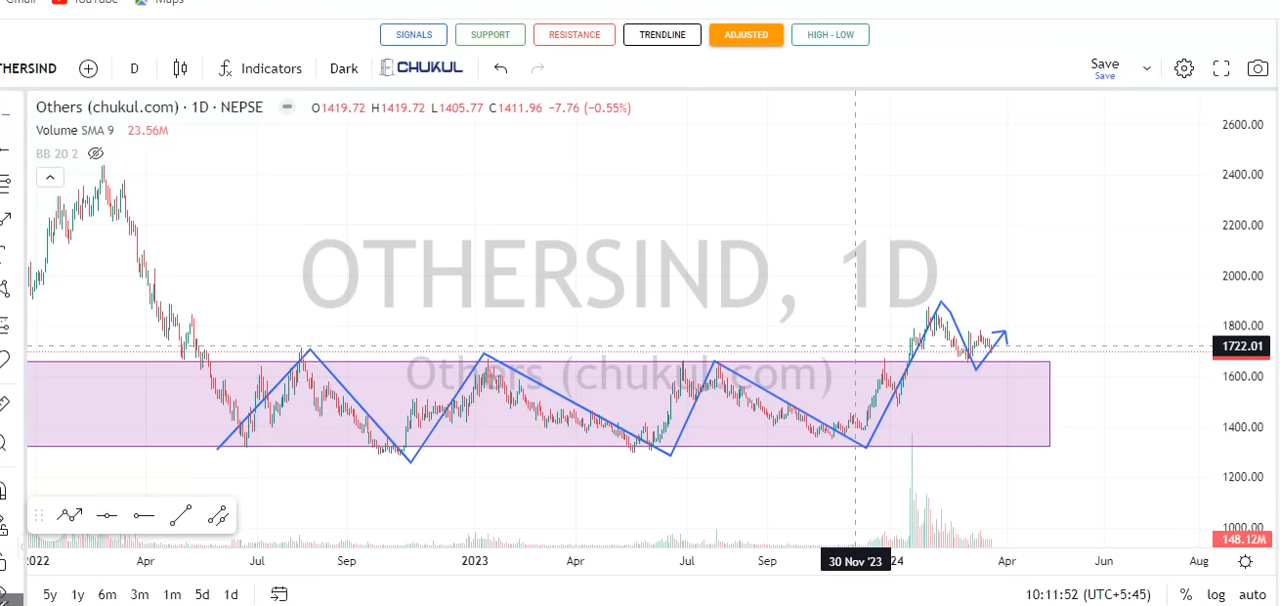 Gmail YouTube Maps
SIGNALS SUPPORT RESISTANCE TRENDLINE ADJUSTED HIGH - LOW
THERSIND D Indicators Dark CHUKUL Save
Save
Others (chukul.com) · 1D · NEPSE O1419.72 H1419.72 L1405.77 C1411.96 −7.76 (−0.55%)
Volume SMA 9 23.56M
BB 20 2
OTHERSIND, 1D
Others (chukul.com)
2600.00
2400.00
2200.00
2000.00
1800.00
1722.01
1600.00
1400.00
1200.00
1000.00
148.12M
2022 Apr Jul Sep 2023 Apr Jul Sep 30 Nov '23 24 Apr Jun Aug
5y 1y 6m 3m 1m 5d 1d 10:11:52 (UTC+5:45) % log auto